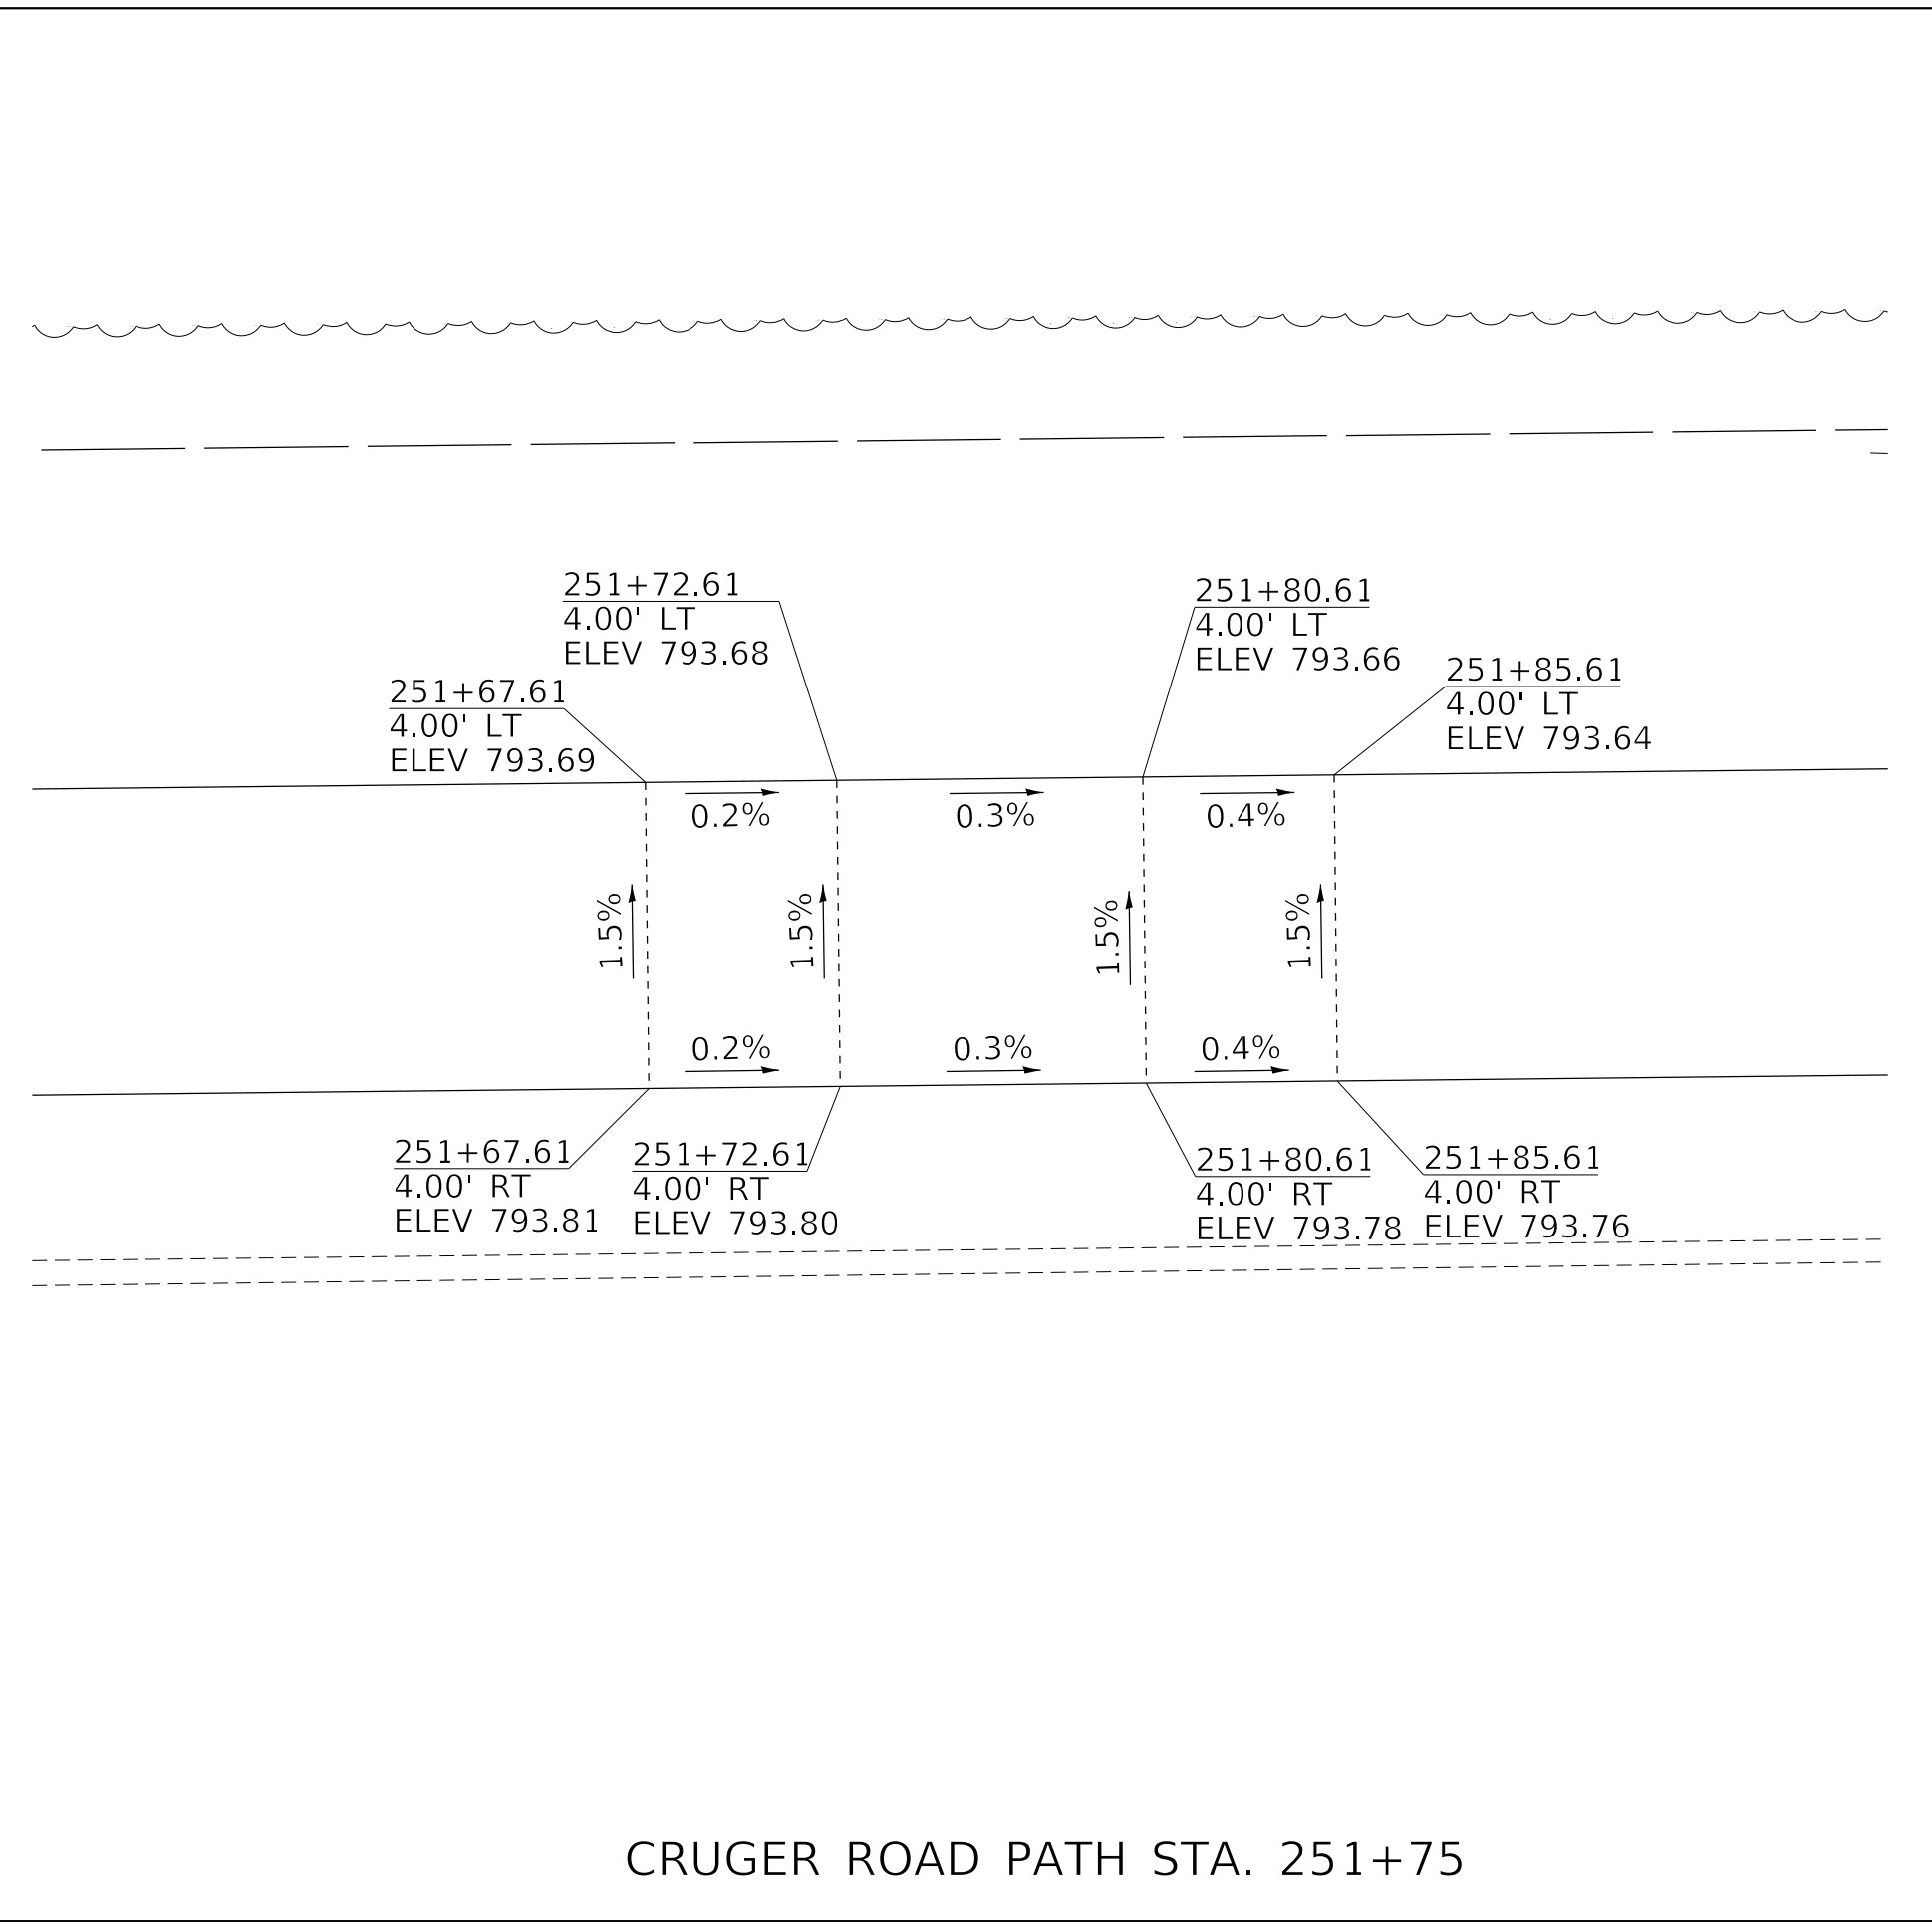 251+72.61
4.00' LT
ELEV 793.68
251+80.61
4.00' LT
ELEV 793.66
251+67.61
4.00' LT
ELEV 793.69
251+85.61
4.00' LT
ELEV 793.64
0.2%
0.3%
0.4%
1.5%
1.5%
1.5%
1.5%
0.2%
0.3%
0.4%
251+67.61
4.00' RT
ELEV 793.81
251+72.61
4.00' RT
ELEV 793.80
251+80.61
4.00' RT
ELEV 793.78
251+85.61
4.00' RT
ELEV 793.76
CRUGER ROAD PATH STA. 251+75